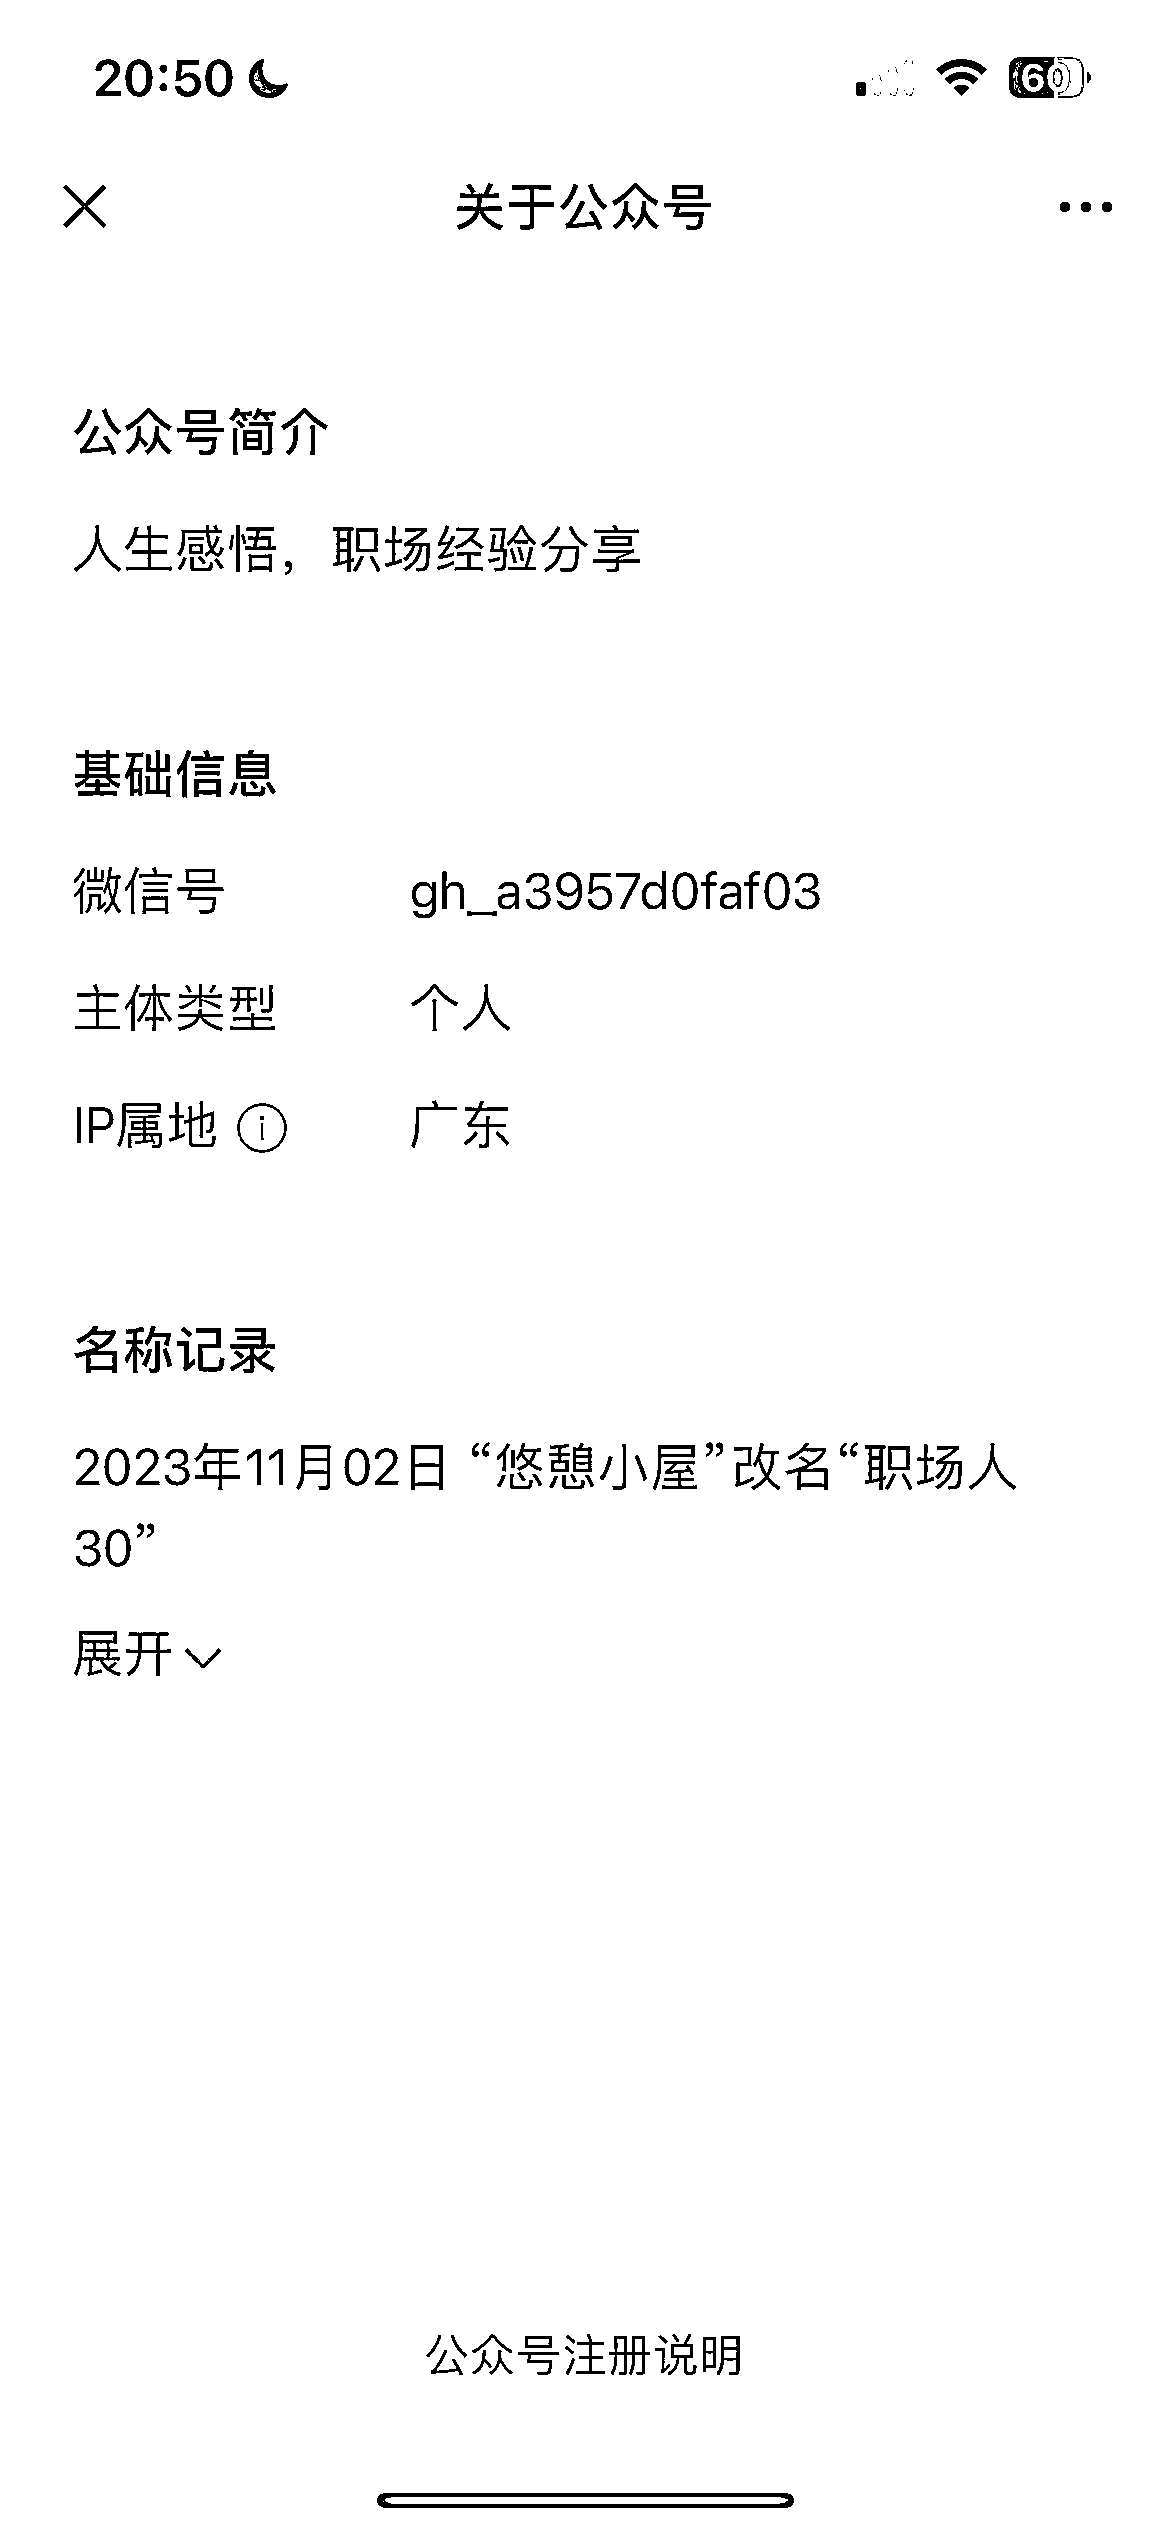 20:50
60
关于公众号
公众号简介
人生感悟，职场经验分享
基础信息
微信号 gh_a3957d0faf03
主体类型 个人
IP属地 广东
名称记录
2023年11月02日 “悠憩小屋”改名“职场人
30”
展开
公众号注册说明